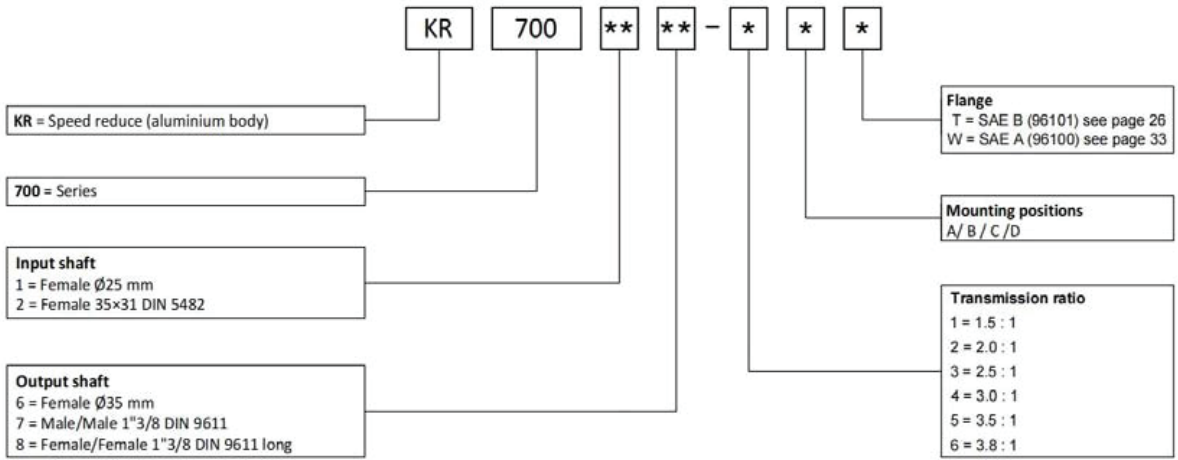 KR 700 ** ** - * * *
KR = Speed reduce (aluminium body)
700 = Series
Input shaft
1 = Female Ø25 mm
2 = Female 35×31 DIN 5482
Output shaft
6 = Female Ø35 mm
7 = Male/Male 1"3/8 DIN 9611
8 = Female/Female 1"3/8 DIN 9611 long
Flange
T = SAE B (96101) see page 26
W = SAE A (96100) see page 33
Mounting positions
A/ B / C /D
Transmission ratio
1 = 1.5 : 1
2 = 2.0 : 1
3 = 2.5 : 1
4 = 3.0 : 1
5 = 3.5 : 1
6 = 3.8 : 1